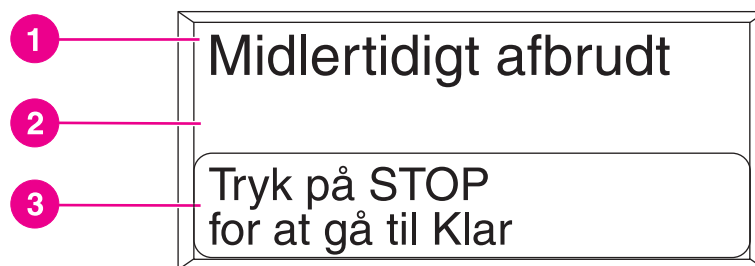 1
Midlertidigt afbrudt
2
3
Tryk på STOP
for at gå til Klar